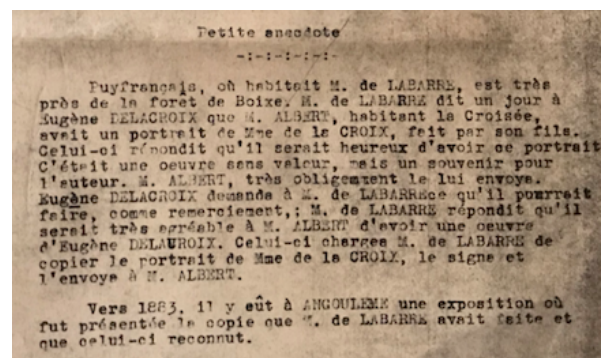 Petite anecdote
-:-:-:-:-:-
Puyfrançais, où habitait M. de LABARRE, est très
près de la foret de Boixe. M. de LABARRE dit un jour à
Eugène DELACROIX que M. ALBERT, habitant la Croisée,
avait un portrait de Mme de la CROIX, fait par son fils.
Celui-ci répondit qu'il serait heureux d'avoir ce portrait
C'était une oeuvre sans valeur, mais un souvenir pour
l'auteur. M. ALBERT, très obligemment le lui envoya.
Eugène DELACROIX demanda à M. de LABARREce qu'il pourrait
faire, comme remerciement,; M. de LABARRE répondit qu'il
serait très agréable à M. ALBERT d'avoir une oeuvre
d'Eugène DELAUROIX. Celui-ci chargea M. de LABARRE de
copier le portrait de Mme de la CROIX, le signe et
l'envoya à M. ALBERT.
Vers 1883, il y eût à ANGOULEME une exposition où
fut présentée la copie que M. de LABARRE avait faite et
que celui-ci reconnut.